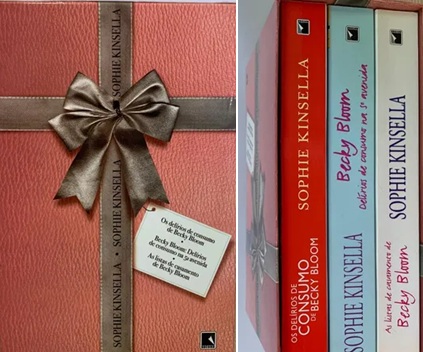 SOPHIE KINSELLA
SOPHIE KINSELLA
SOPHIE KINSELLA
Os delírios de consumo
de Becky Bloom
Becky Bloom: Delírios
de consumo na 5ª avenida
As listas de casamento
de Becky Bloom
OS DELÍRIOS DE
CONSUMO
DE BECKY BLOOM
SOPHIE KINSELLA
Becky Bloom
Delírios de consumo na 5ª avenida
SOPHIE KINSELLA
As listas de casamento de
Becky Bloom
SOPHIE KINSELLA